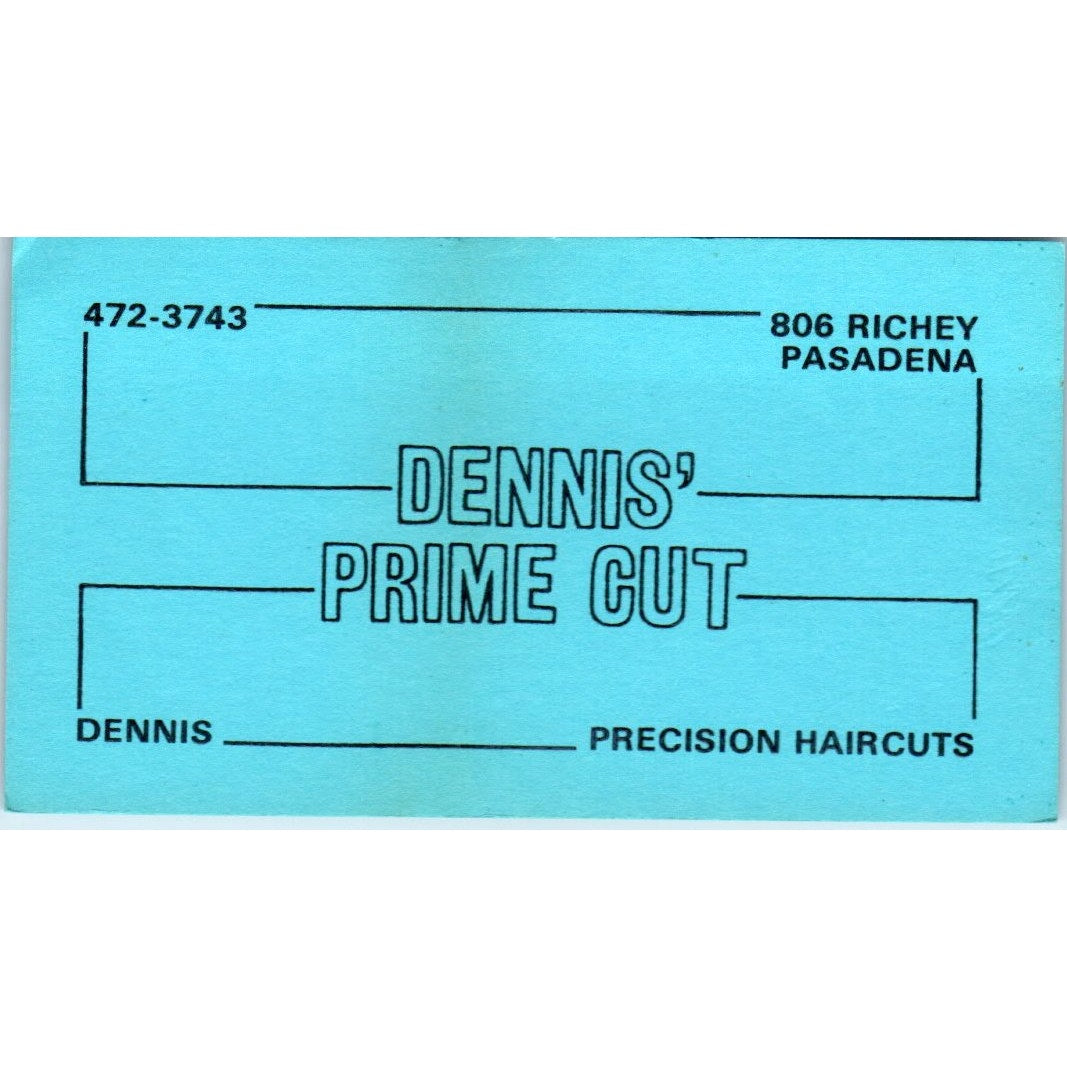 472-3743
806 RICHEY
PASADENA
DENNIS'
PRIME CUT
DENNIS
PRECISION HAIRCUTS